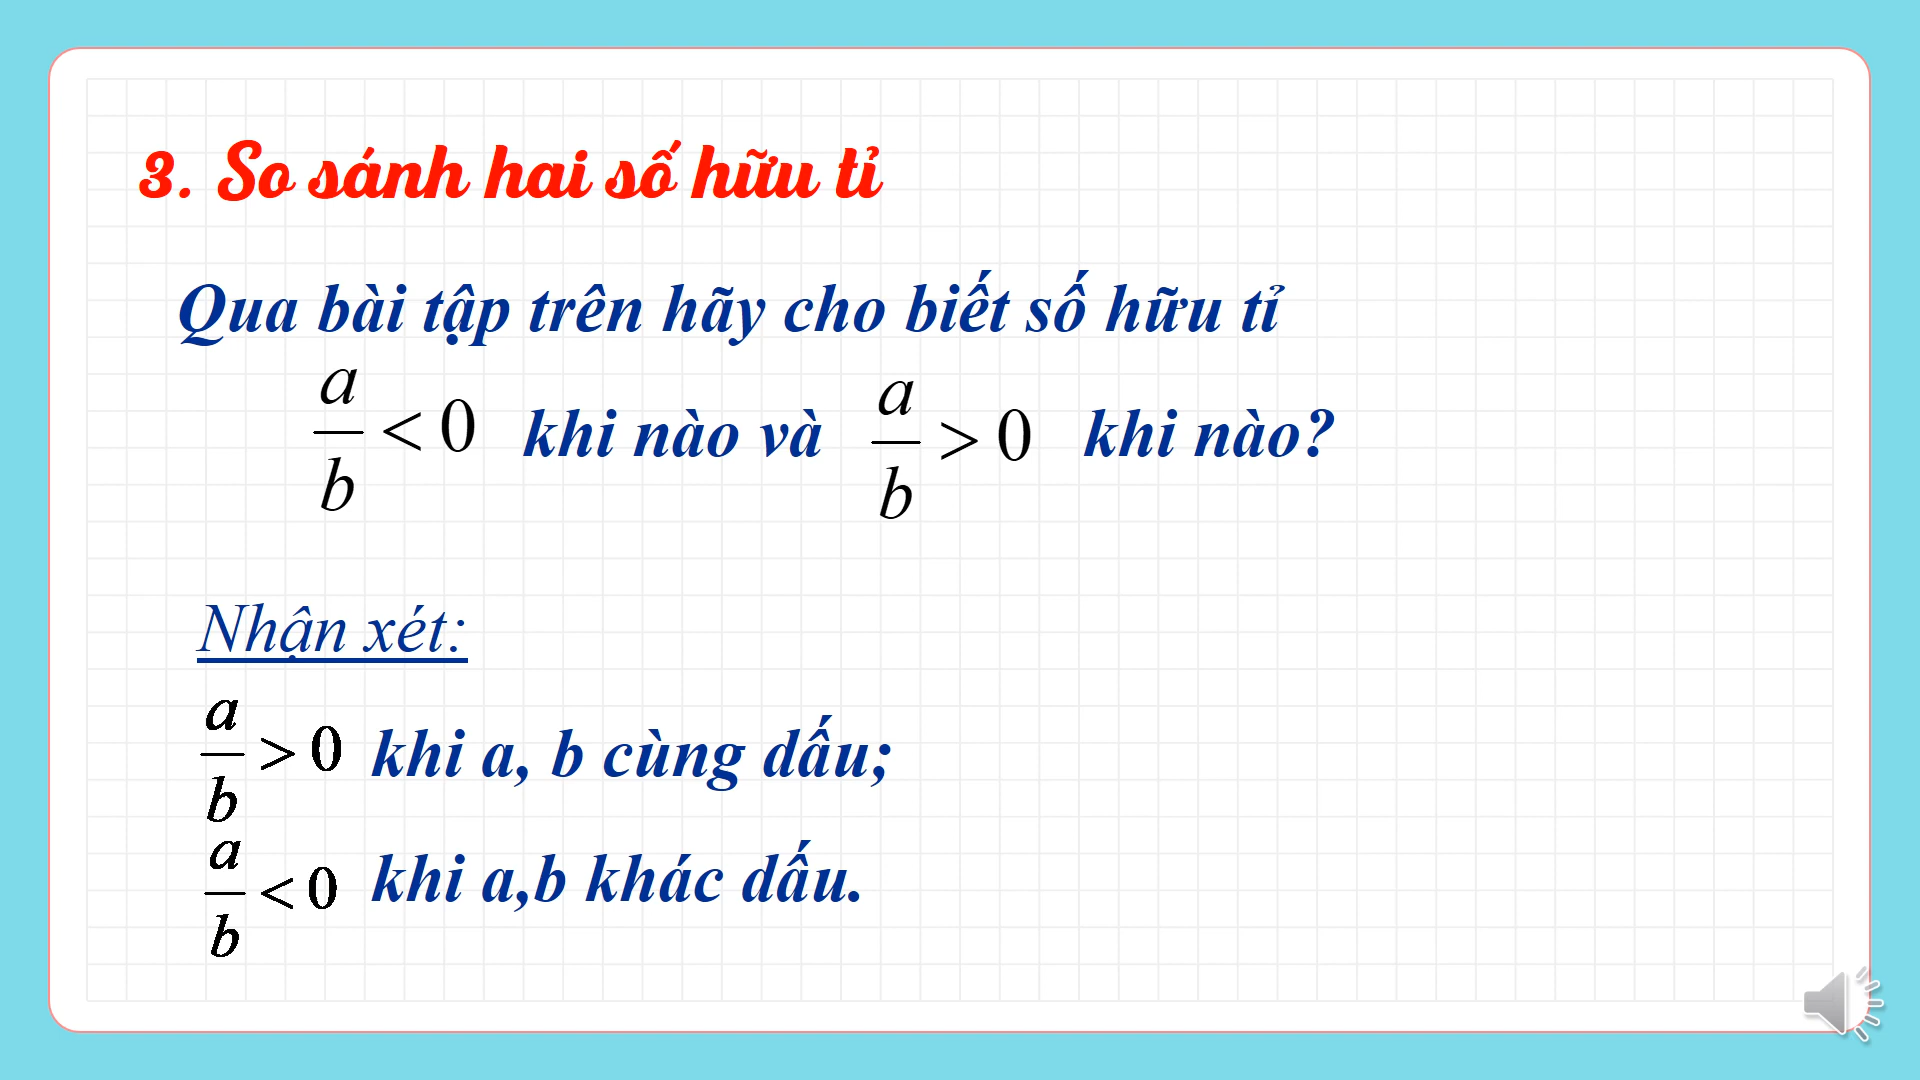 3. So sánh hai số hữu tỉ
Qua bài tập trên hãy cho biết số hữu tỉ
a/b < 0 khi nào và a/b > 0 khi nào?
Nhận xét:
a/b > 0 khi a, b cùng dấu;
a/b < 0 khi a,b khác dấu.